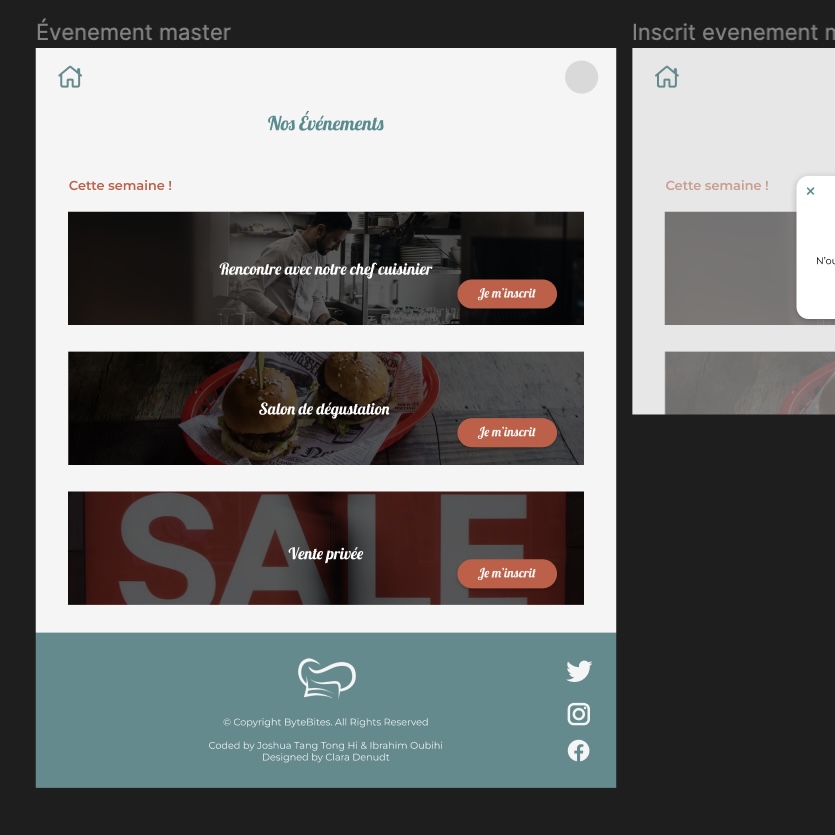 Évenement master
Inscrit evenement
Nos Événements
Cette semaine !
Cette semaine !
Rencontre avec notre chef cuisinier
Je m'inscrit
N'ou
Salon de dégustation
Je m'inscrit
SALE
Vente privée
Je m'inscrit
© Copyright ByteBites. All Rights Reserved
Coded by Joshua Tang Tong Hi & Ibrahim Oubihi
Designed by Clara Denudt